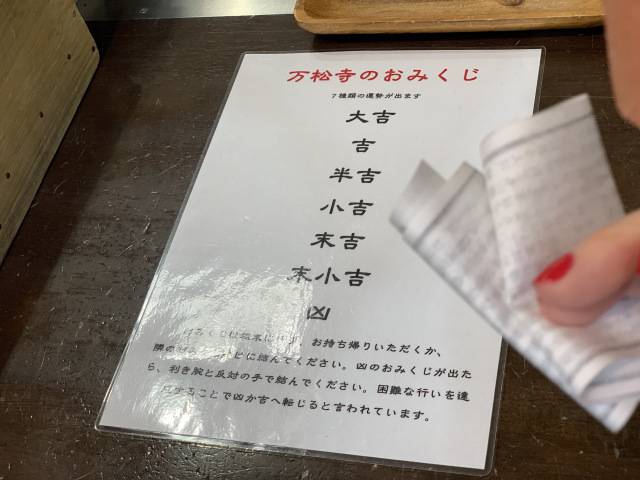 万松寺のおみくじ
7種類の運勢が出ます
大吉
吉
半吉
小吉
末吉
末小吉
凶
お持ち帰りいただくか、
に結んでください。凶のおみくじが出た
ら、利き腕と反対の手で結んでください。困難な行いを達
することで凶が吉へ転じると言われています。